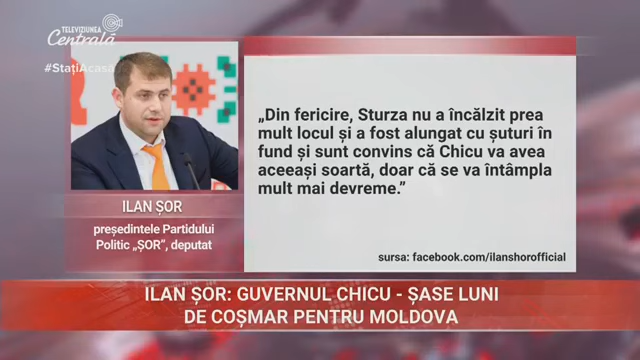 TELEVIZIUNEA
Centrală
#StațiAcasă
„Din fericire, Sturza nu a încălzit prea
mult locul și a fost alungat cu șuturi în
fund și sunt convins că Chicu va avea
aceeași soartă, doar că se va întâmpla
mult mai devreme.”
ILAN ȘOR
președintele Partidului
Politic „ȘOR”, deputat
sursa: facebook.com/ilanshorofficial
ILAN ȘOR: GUVERNUL CHICU - ȘASE LUNI
DE COȘMAR PENTRU MOLDOVA